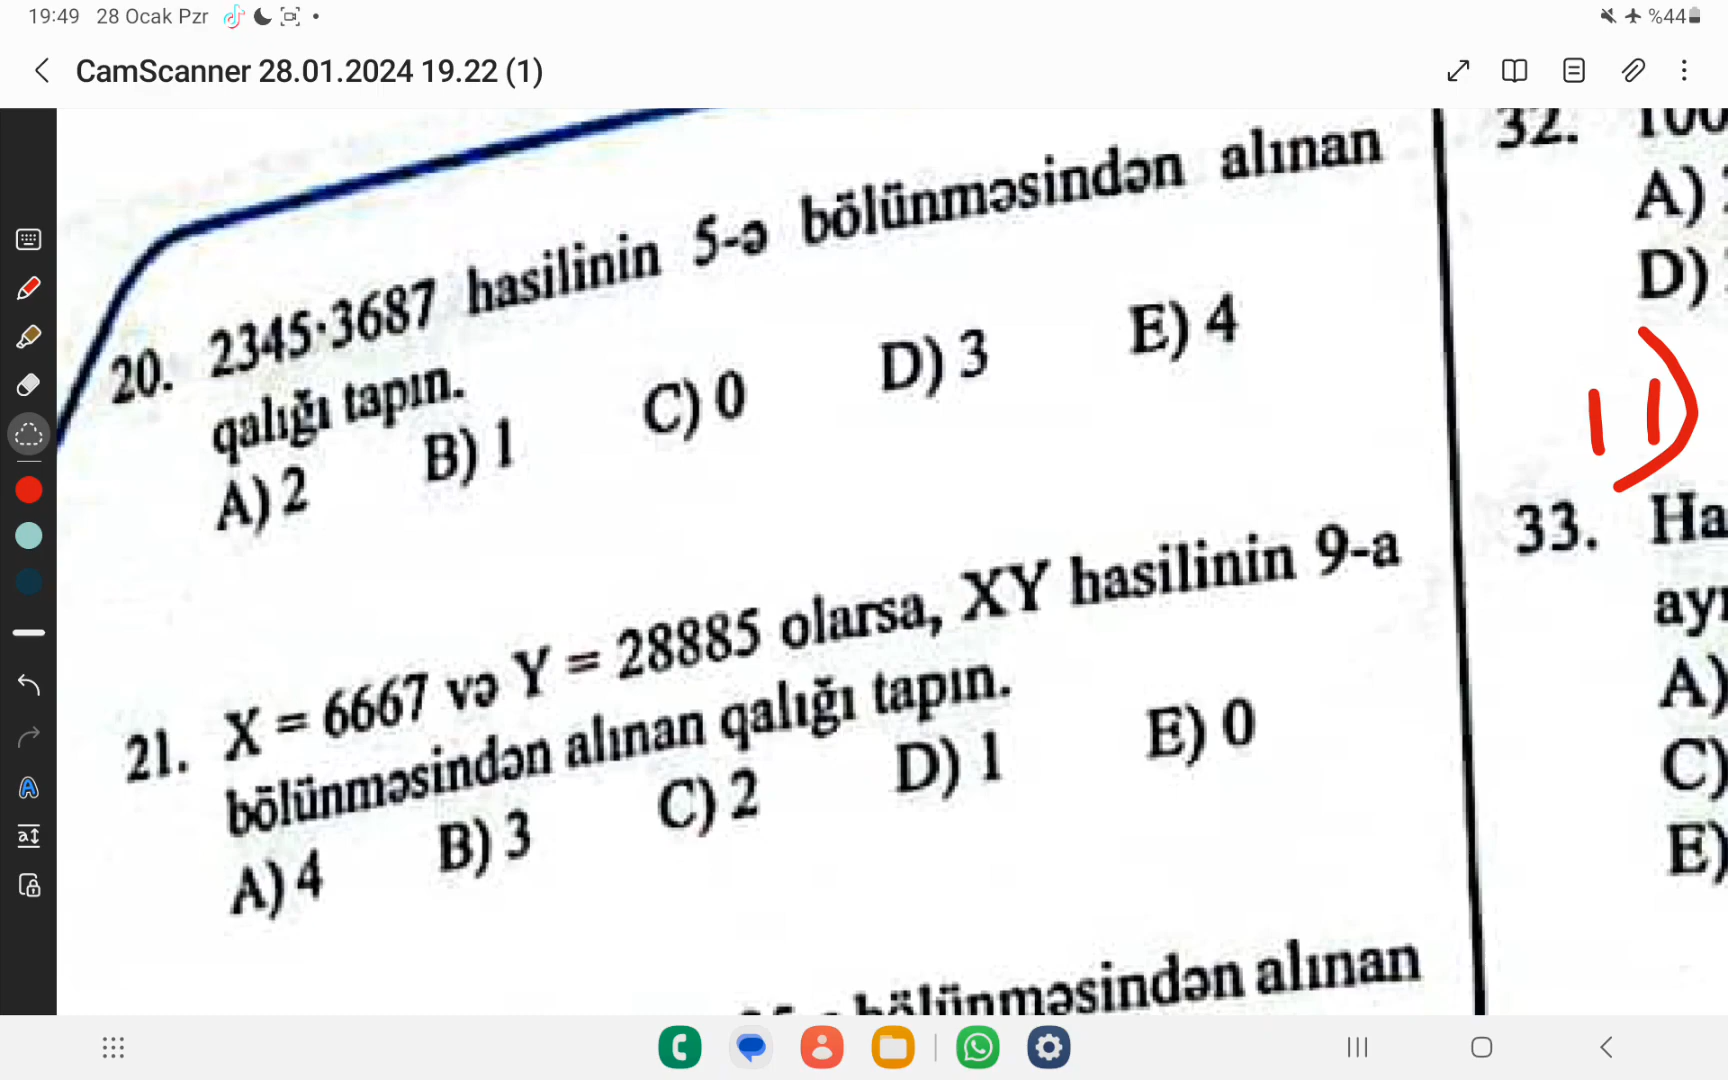 19:49 28 Ocak Pzr
%44
CamScanner 28.01.2024 19.22 (1)
20. 2345·3687 hasilinin 5-ə bölünməsindən alınan
qalığı tapın.
A) 2 B) 1 C) 0 D) 3 E) 4
21. X = 6667 və Y = 28885 olarsa, XY hasilinin 9-a
bölünməsindən alınan qalığı tapın.
A) 4 B) 3 C) 2 D) 1 E) 0
bölünməsindən alınan
32. 100
A)
D)
11)
33. Ha
ayı
A)
C)
E)